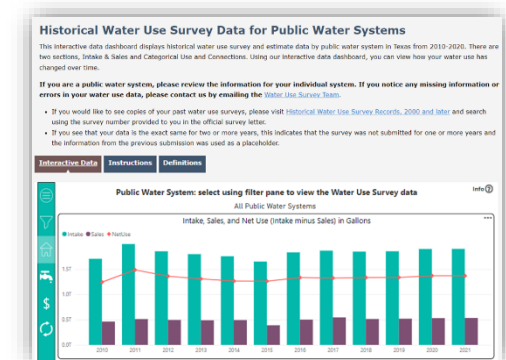 Historical Water Use Survey Data for Public Water Systems
This interactive data dashboard displays historical water use survey and estimate data by public water system in Texas from 2010-2020. There are
two sections, Intake & Sales and Categorical Use and Connections. Using our interactive data dashboard, you can view how your water use has
changed over time.
If you are a public water system, please review the information for your individual system. If you notice any missing information or
errors in your water use data, please contact us by emailing the Water Use Survey Team.
• If you would like to see copies of your past water use surveys, please visit Historical Water Use Survey Records, 2000 and later and search
using the survey number provided to you in the official survey letter.
• If you see that your data is the exact same for two or more years, this indicates that the survey was not submitted for one or more years and
the information from the previous submission was used as a placeholder.
Interactive Data Instructions Definitions
Public Water System: select using filter pane to view the Water Use Survey data
Info ?
All Public Water Systems
Intake, Sales, and Net Use (Intake minus Sales) in Gallons
Intake Sales NetUse
1.0T
0.0T
2010 2011 2012 2013 2014 2015 2016 2017 2018 2019 2020 2021